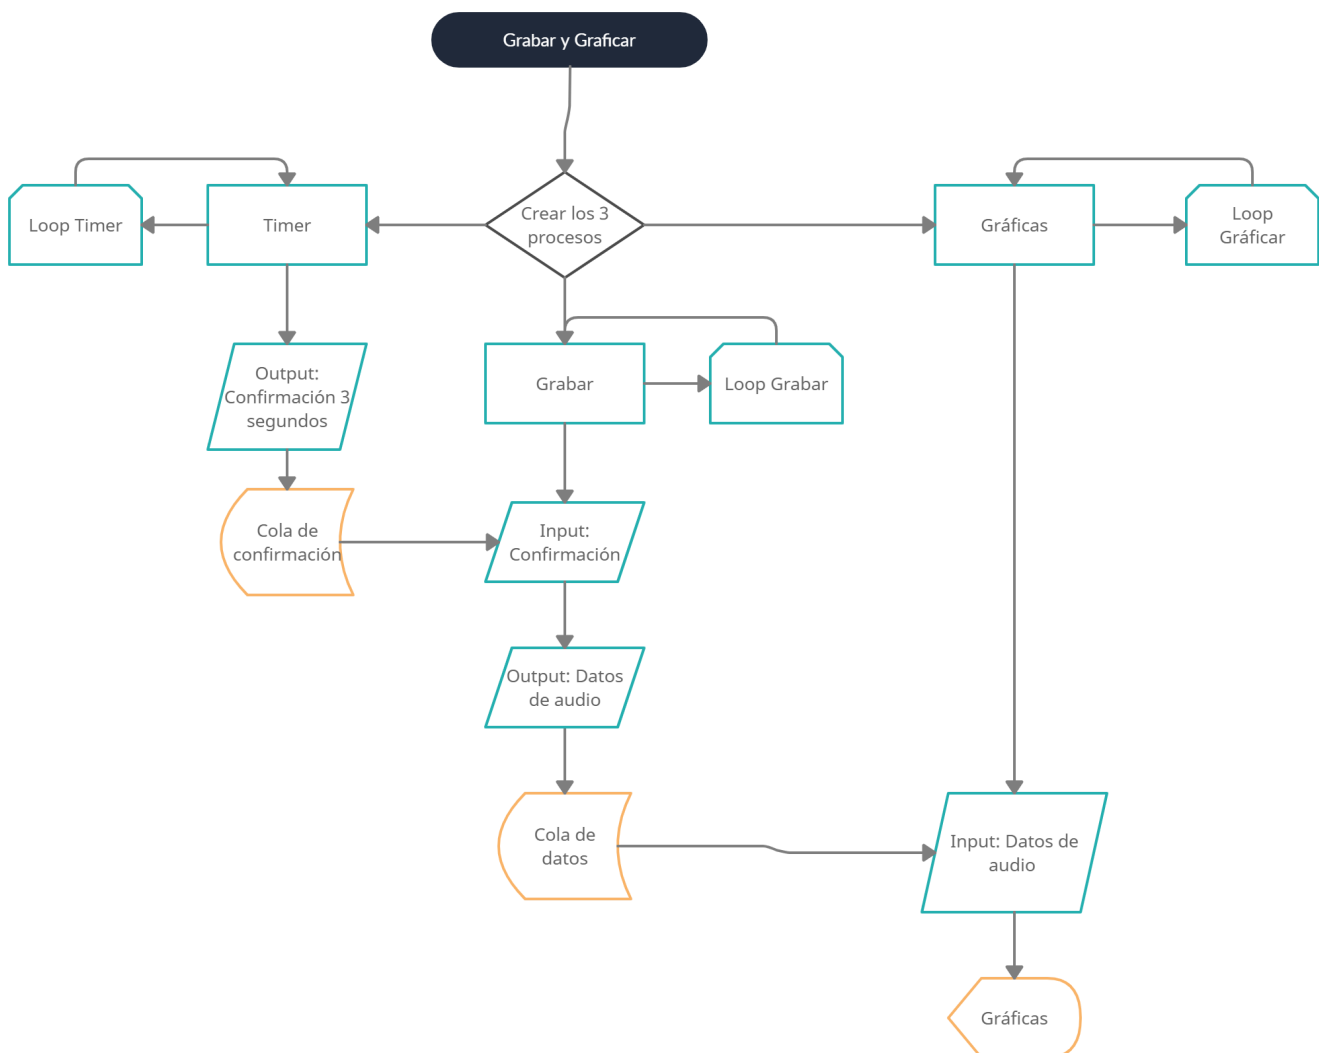 Grabar y Graficar
Loop Timer
Timer
Crear los 3
procesos
Gráficas
Loop
Gráficar
Output:
Confirmación 3
segundos
Grabar
Loop Grabar
Cola de
confirmación
Input:
Confirmación
Output: Datos
de audio
Cola de
datos
Input: Datos de
audio
Gráficas